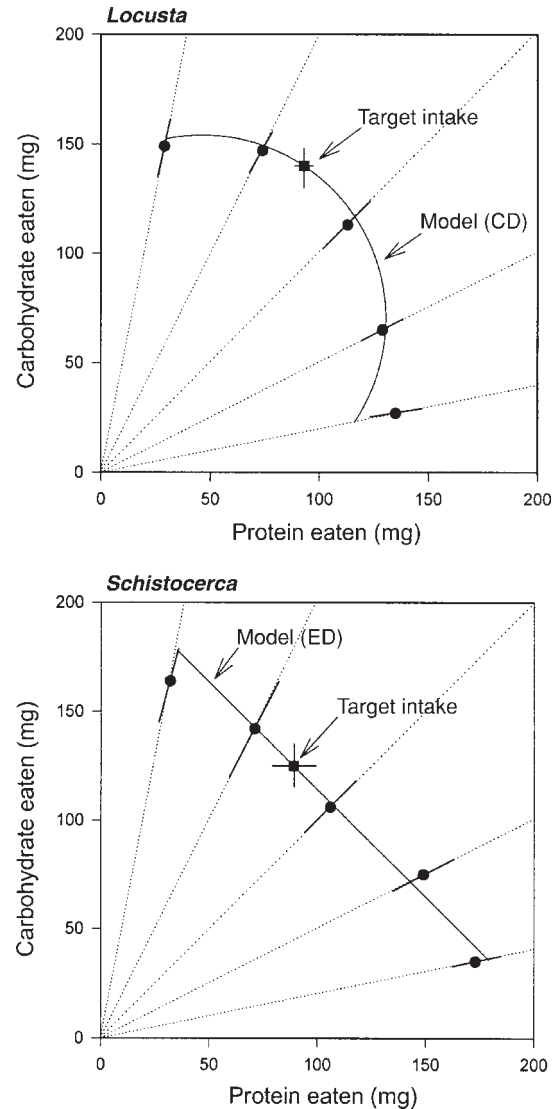 Locusta
200
150
100
50
0
Carbohydrate eaten (mg)
Target intake
Model (CD)
0 50 100 150 200
Protein eaten (mg)
Schistocerca
200
150
100
50
0
Carbohydrate eaten (mg)
Model (ED)
Target intake
0 50 100 150 200
Protein eaten (mg)